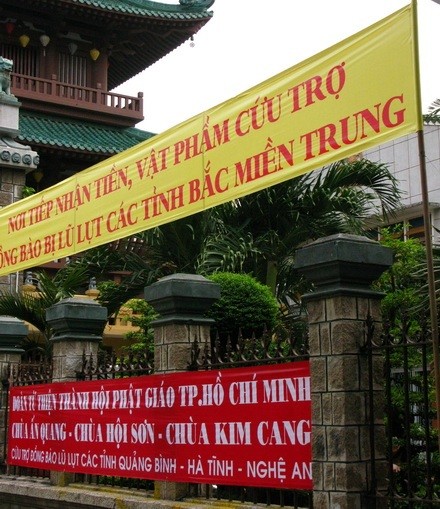 NƠI TIẾP NHẬN TIỀN, VẬT PHẨM CỨU TRỢ
ĐỒNG BÀO BỊ LŨ LỤT CÁC TỈNH BẮC MIỀN TRUNG
ĐOÀN TỪ THIỆN THÀNH HỘI PHẬT GIÁO TP.HỒ CHÍ MINH
CHÙA ẤN QUANG - CHÙA HỘI SƠN - CHÙA KIM CANG
CỨU TRỢ ĐỒNG BÀO LŨ LỤT CÁC TỈNH QUẢNG BÌNH - HÀ TĨNH - NGHỆ AN